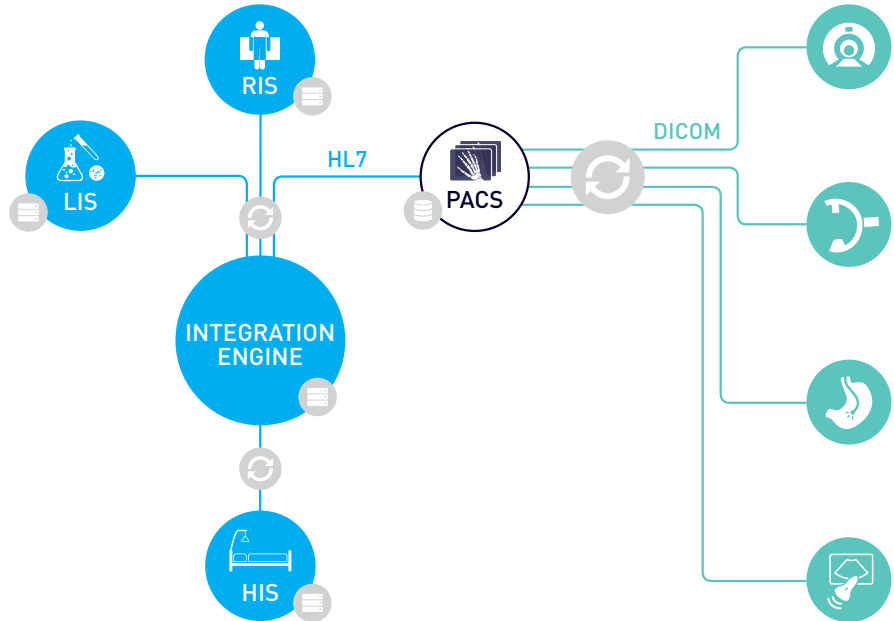 RIS
DICOM
HL7
LIS
PACS
INTEGRATION
ENGINE
HIS